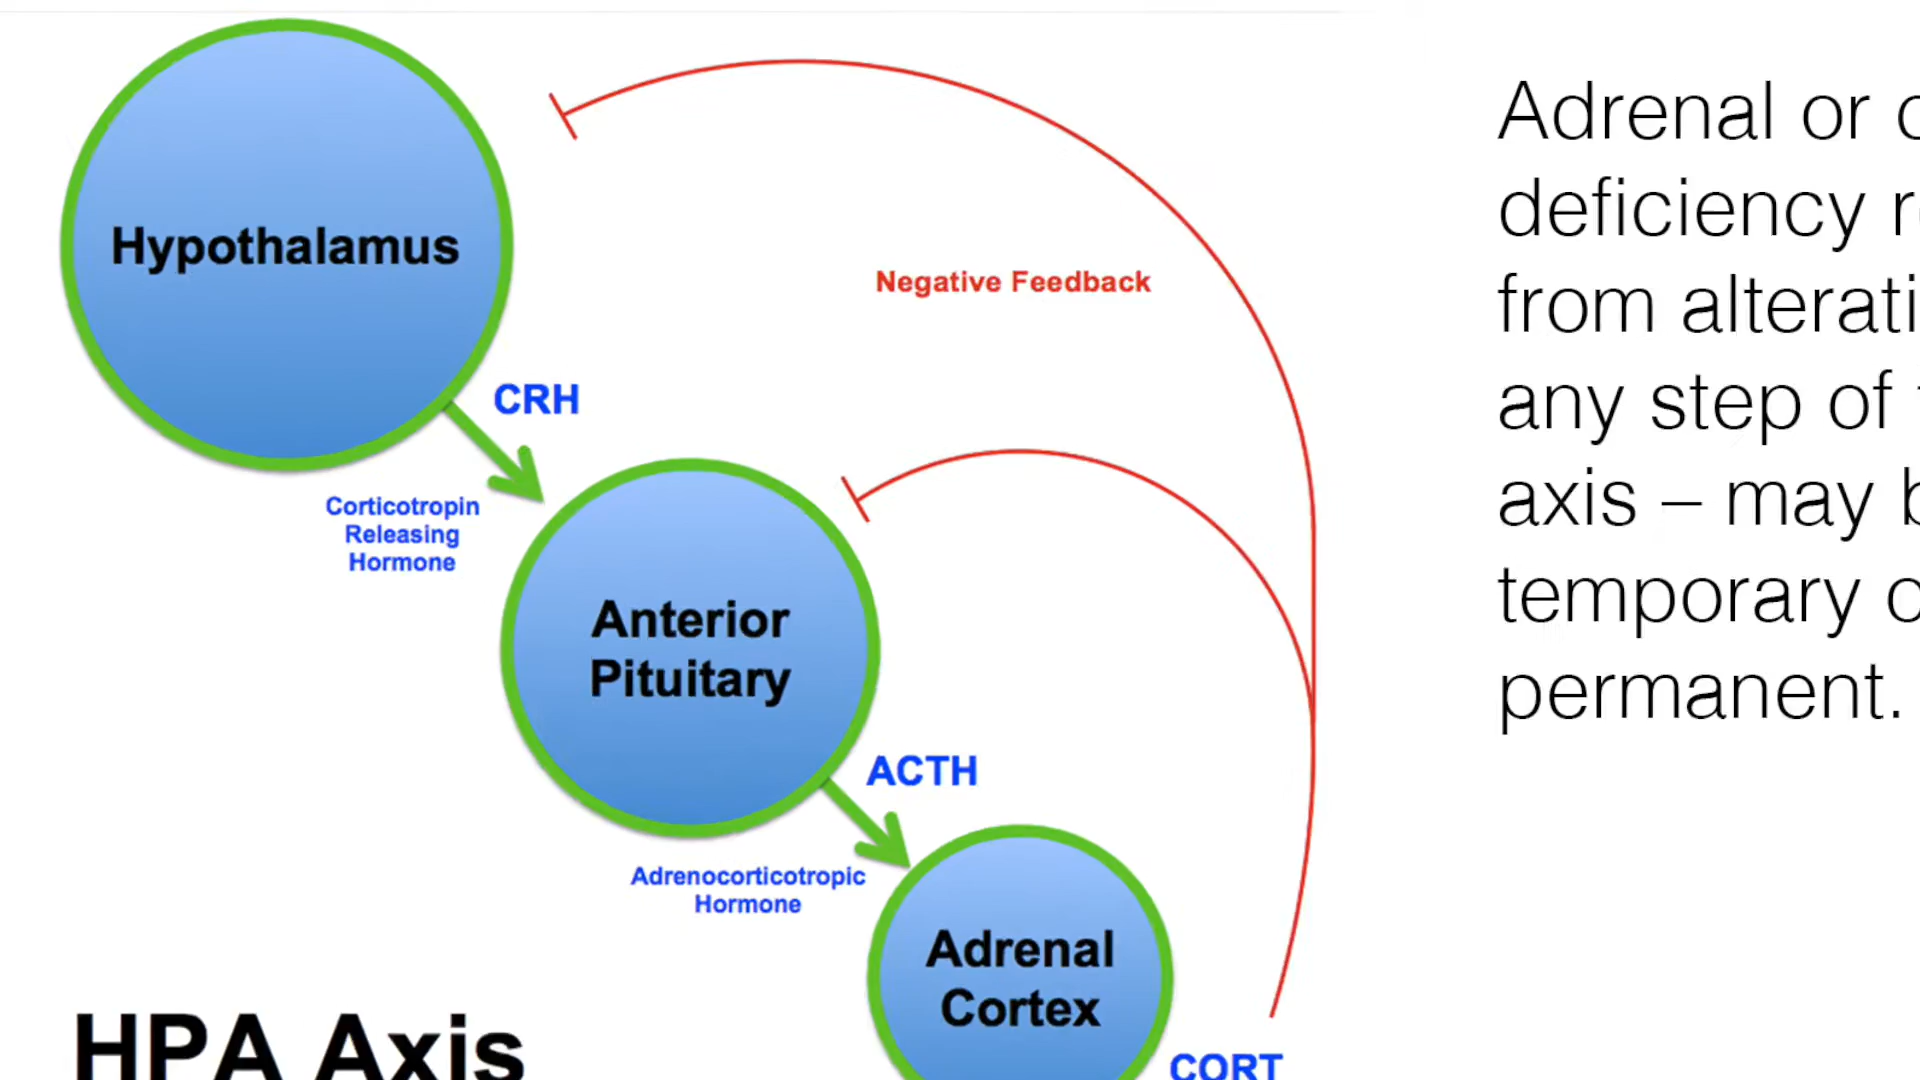 Hypothalamus
CRH
Corticotropin
Releasing
Hormone
Negative Feedback
Anterior
Pituitary
ACTH
Adrenocorticotropic
Hormone
Adrenal
Cortex
CORT
HPA Axis
Adrenal or
deficiency
from
any step of
axis – may
temporary
permanent.